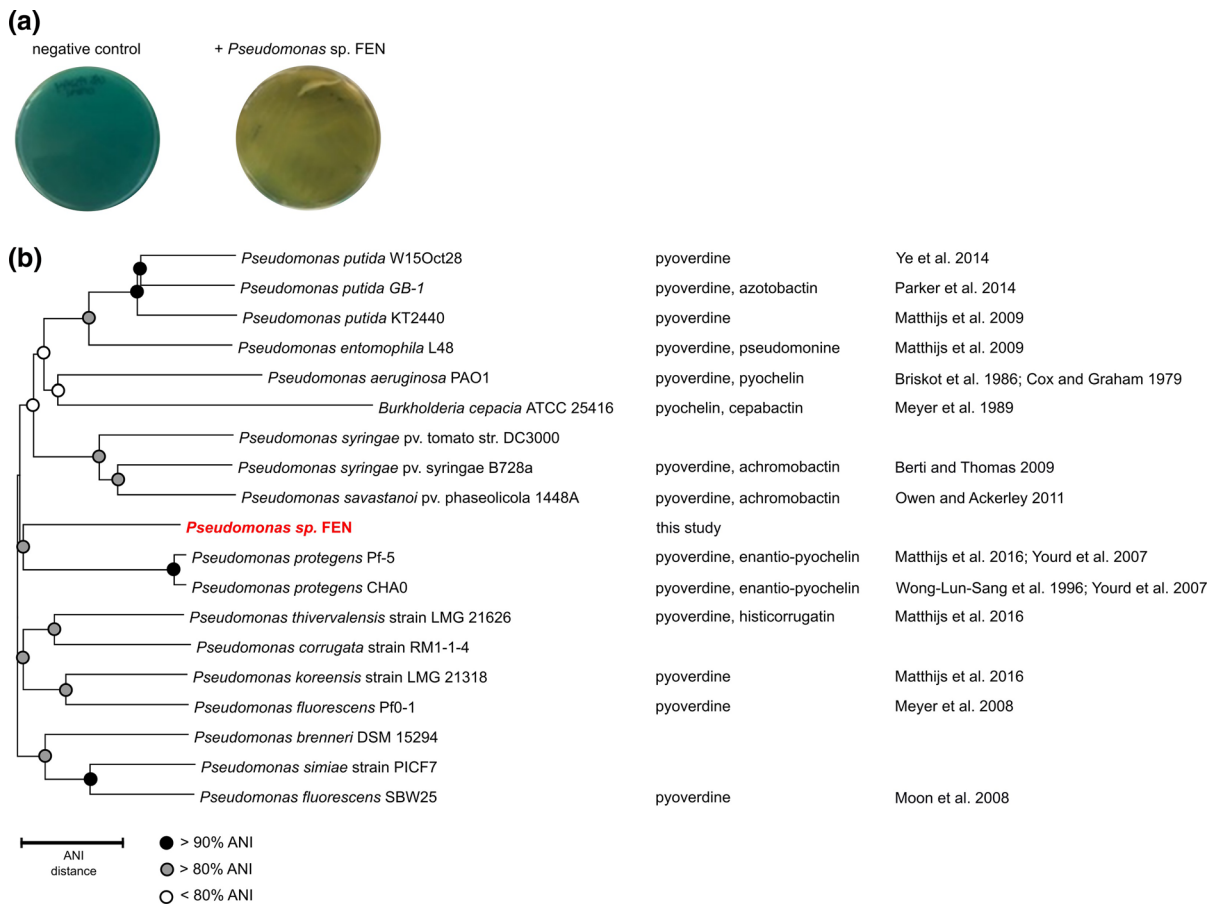 (a)
negative control + Pseudomonas sp. FEN
(b)
Pseudomonas putida W15Oct28 pyoverdine Ye et al. 2014
Pseudomonas putida GB-1 pyoverdine, azotobactin Parker et al. 2014
Pseudomonas putida KT2440 pyoverdine Matthijs et al. 2009
Pseudomonas entomophila L48 pyoverdine, pseudomonine Matthijs et al. 2009
Pseudomonas aeruginosa PAO1 pyoverdine, pyochelin Briskot et al. 1986; Cox and Graham 1979
Burkholderia cepacia ATCC 25416 pyochelin, cepabactin Meyer et al. 1989
Pseudomonas syringae pv. tomato str. DC3000
Pseudomonas syringae pv. syringae B728a pyoverdine, achromobactin Berti and Thomas 2009
Pseudomonas savastanoi pv. phaseolicola 1448A pyoverdine, achromobactin Owen and Ackerley 2011
Pseudomonas sp. FEN this study
Pseudomonas protegens Pf-5 pyoverdine, enantio-pyochelin Matthijs et al. 2016; Yourd et al. 2007
Pseudomonas protegens CHA0 pyoverdine, enantio-pyochelin Wong-Lun-Sang et al. 1996; Yourd et al. 2007
Pseudomonas thivervalensis strain LMG 21626 pyoverdine, histicorrugatin Matthijs et al. 2016
Pseudomonas corrugata strain RM1-1-4
Pseudomonas koreensis strain LMG 21318 pyoverdine Matthijs et al. 2016
Pseudomonas fluorescens Pf0-1 pyoverdine Meyer et al. 2008
Pseudomonas brenneri DSM 15294
Pseudomonas simiae strain PICF7
Pseudomonas fluorescens SBW25 pyoverdine Moon et al. 2008
ANI
distance
> 90% ANI
> 80% ANI
< 80% ANI